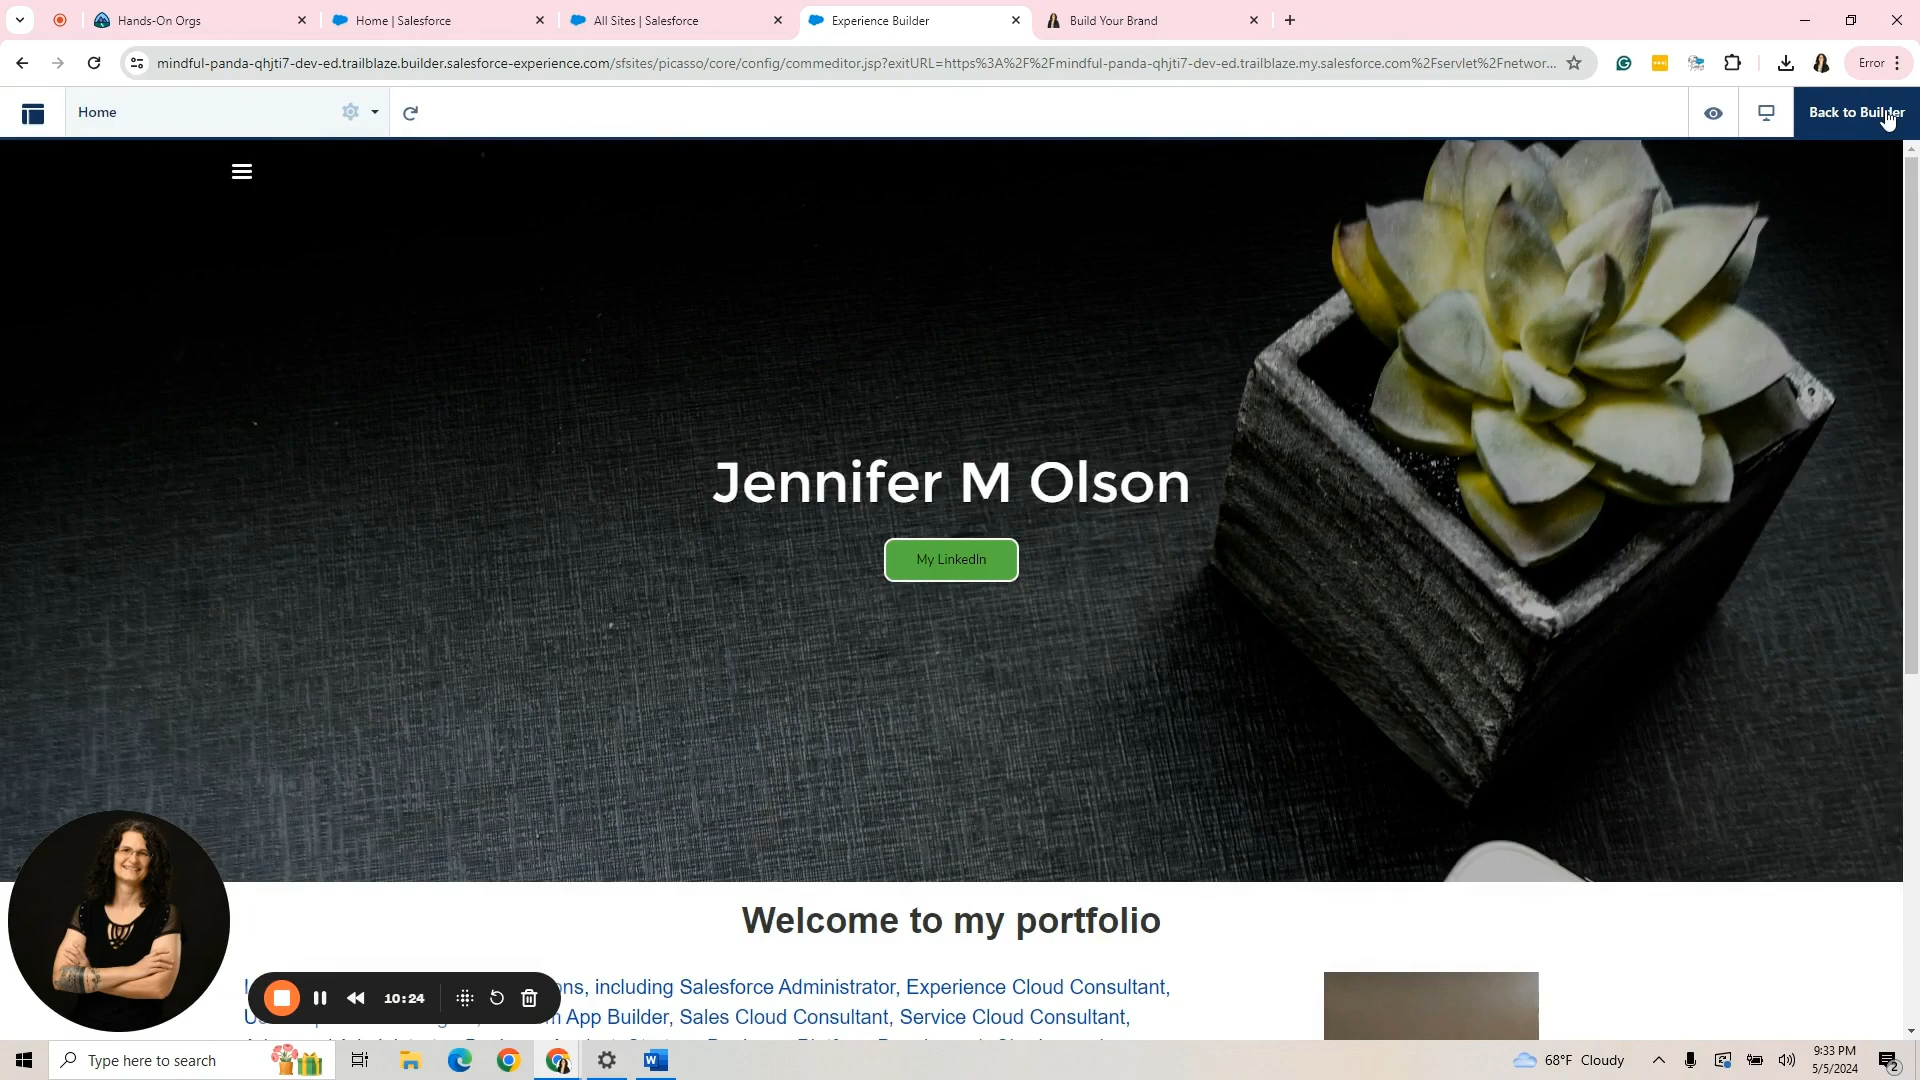 Hands-On Orgs
Home | Salesforce
All Sites | Salesforce
Experience Builder
Build Your Brand
mindful-panda-qhjti7-dev-ed.trailblaze.builder.salesforce-experience.com/sfsites/picasso/core/config/commeditor.jsp?exitURL=https%3A%2F%2Fmindful-panda-qhjti7-dev-ed.trailblaze.my.salesforce.com%2Fservlet%2Fnetwor...
Error
Home
Back to Builder
Jennifer M Olson
My LinkedIn
Welcome to my portfolio
including Salesforce Administrator, Experience Cloud Consultant,
App Builder, Sales Cloud Consultant, Service Cloud Consultant,
10:24
Type here to search
68°F Cloudy
9:33 PM
5/5/2024
2